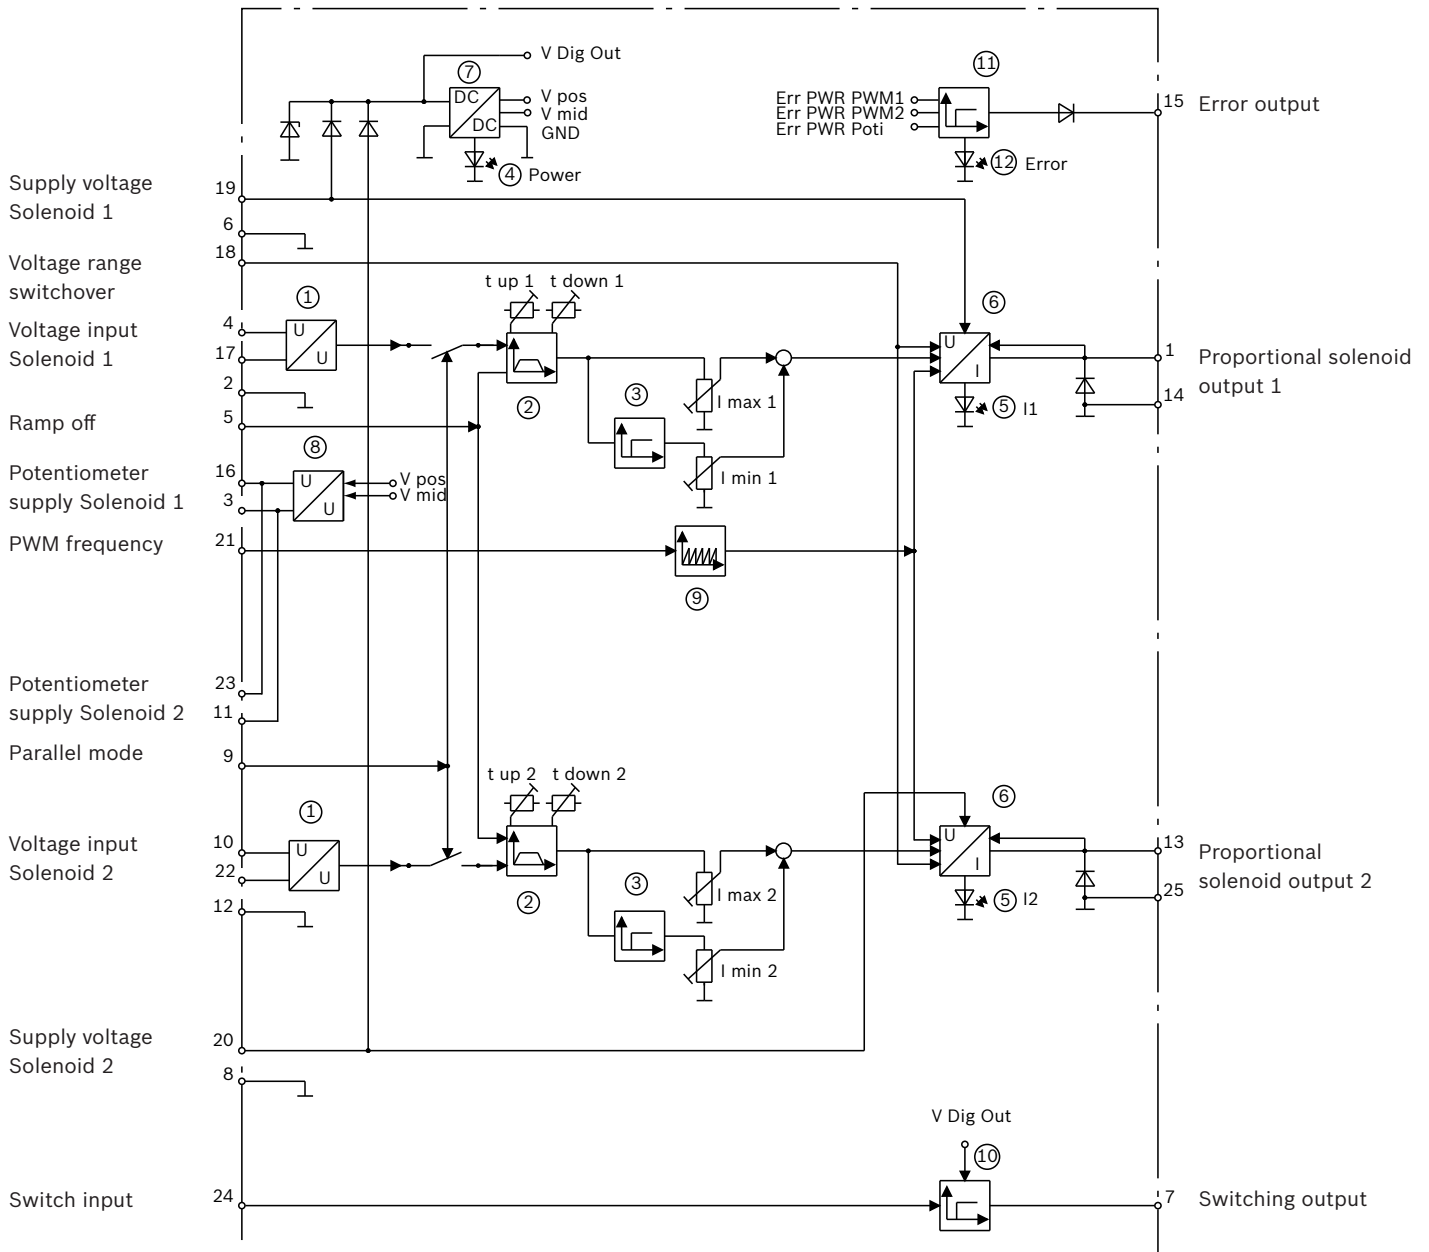 V Dig Out
7
DC
DC
V pos
V mid
GND
4 Power
11
Err PWR PWM1
Err PWR PWM2
Err PWR Poti
12 Error
15 Error output
Supply voltage
Solenoid 1
19
6
Voltage range
switchover
18
Voltage input
Solenoid 1
4
17
1
U
U
2
Ramp off
5
t up 1 t down 1
2
3
I max 1
I min 1
6
U
I
5 I1
1
14
Proportional solenoid
output 1
Potentiometer
supply Solenoid 1
16
3
8
U
U
V pos
V mid
PWM frequency
21
9
Potentiometer
supply Solenoid 2
23
11
Parallel mode
9
Voltage input
Solenoid 2
10
22
1
U
U
12
t up 2 t down 2
2
3
I max 2
I min 2
6
U
I
5 I2
13
25
Proportional
solenoid output 2
Supply voltage
Solenoid 2
20
8
V Dig Out
10
Switch input
24
7 Switching output